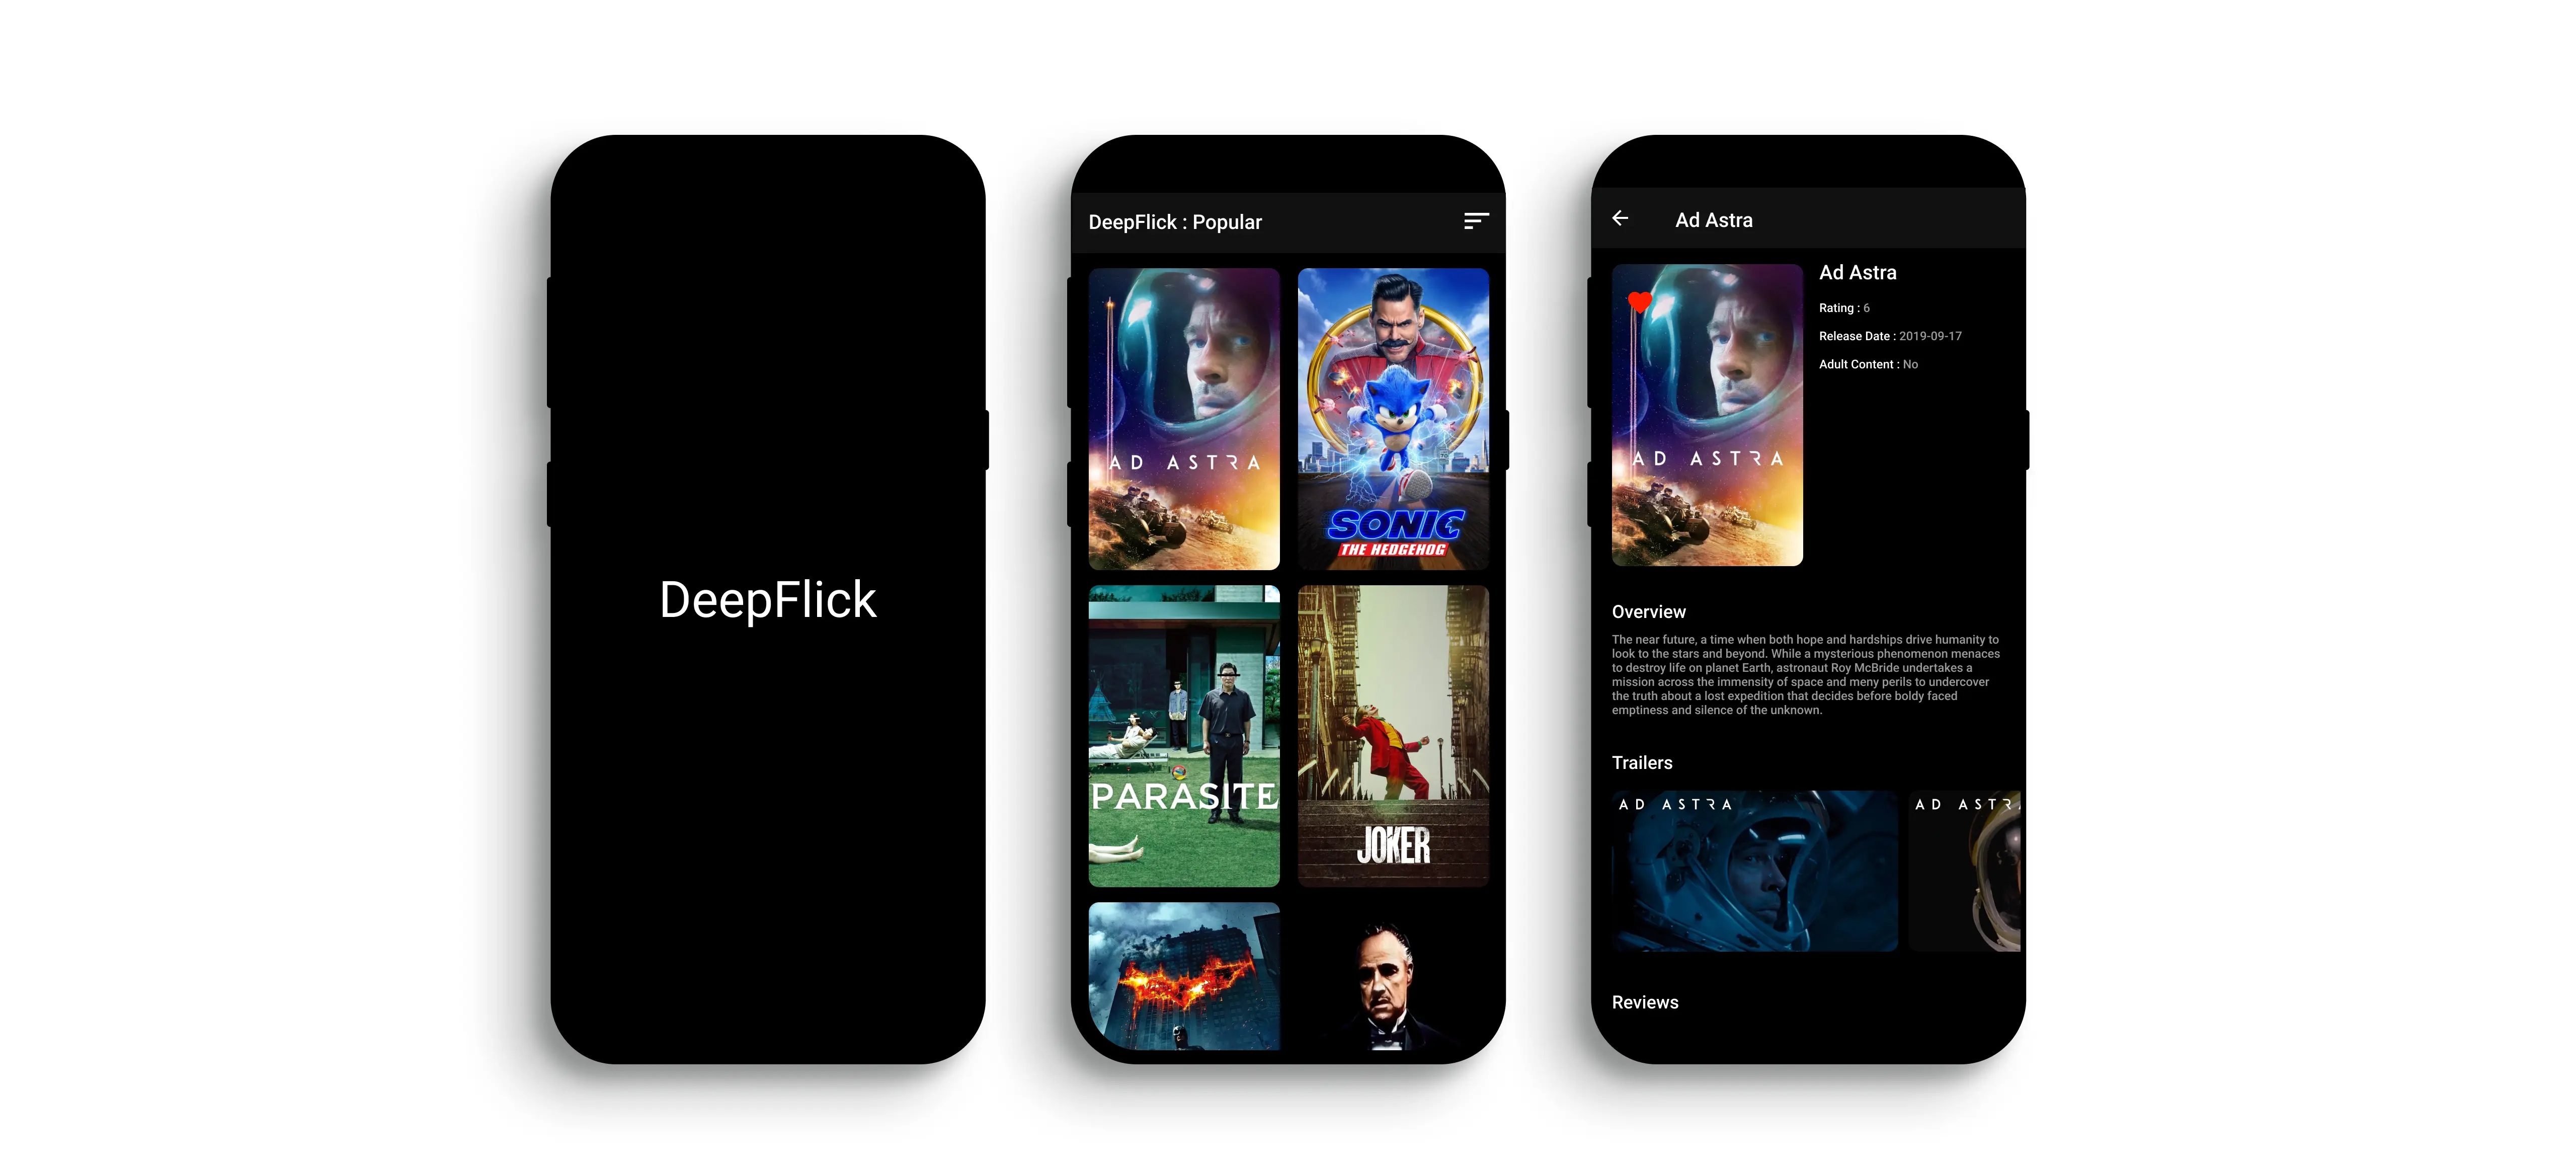 DeepFlick
DeepFlick : Popular
AD ASTRA
SONIC
THE HEDGEHOG
PARASITE
JOKER
Ad Astra
AD ASTRA
Ad Astra
Rating : 6
Release Date : 2019-09-17
Adult Content : No
Overview
The near future, a time when both hope and hardships drive humanity to
look to the stars and beyond. While a mysterious phenomenon menaces
to destroy life on planet Earth, astronaut Roy McBride undertakes a
mission across the immensity of space and meny perils to undercover
the truth about a lost expedition that decides before boldy faced
emptiness and silence of the unknown.
Trailers
AD ASTRA
AD ASTR
Reviews